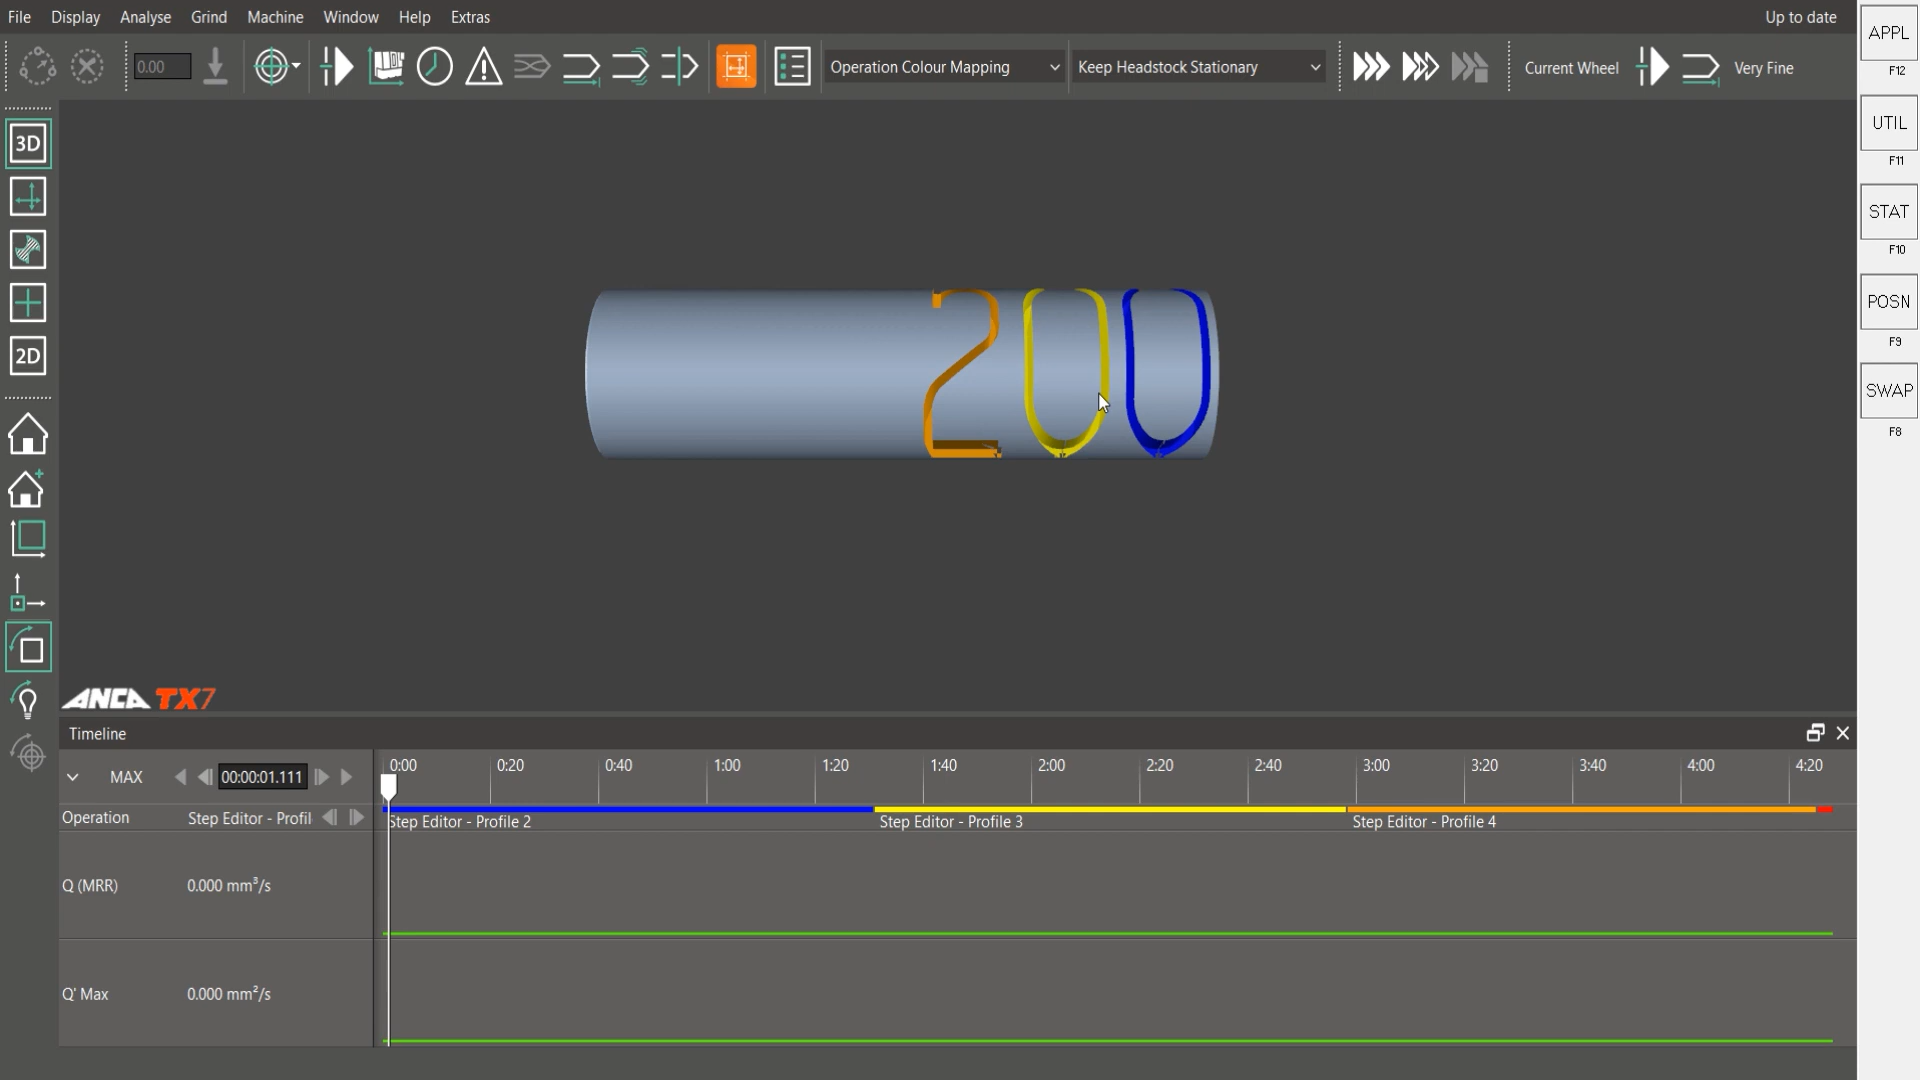 File Display Analyse Grind Machine Window Help Extras Up to date
0.00 Operation Colour Mapping Keep Headstock Stationary Current Wheel Very Fine
APPL
F12
UTIL
F11
STAT
F10
POSN
F9
SWAP
F8
3D
2D
200
ANCA TX7
Timeline
MAX 00:00:01.111 0:00 0:20 0:40 1:00 1:20 1:40 2:00 2:20 2:40 3:00 3:20 3:40 4:00 4:20
Operation Step Editor - Profil Step Editor - Profile 2 Step Editor - Profile 3 Step Editor - Profile 4
Q (MRR) 0.000 mm³/s
Q' Max 0.000 mm²/s